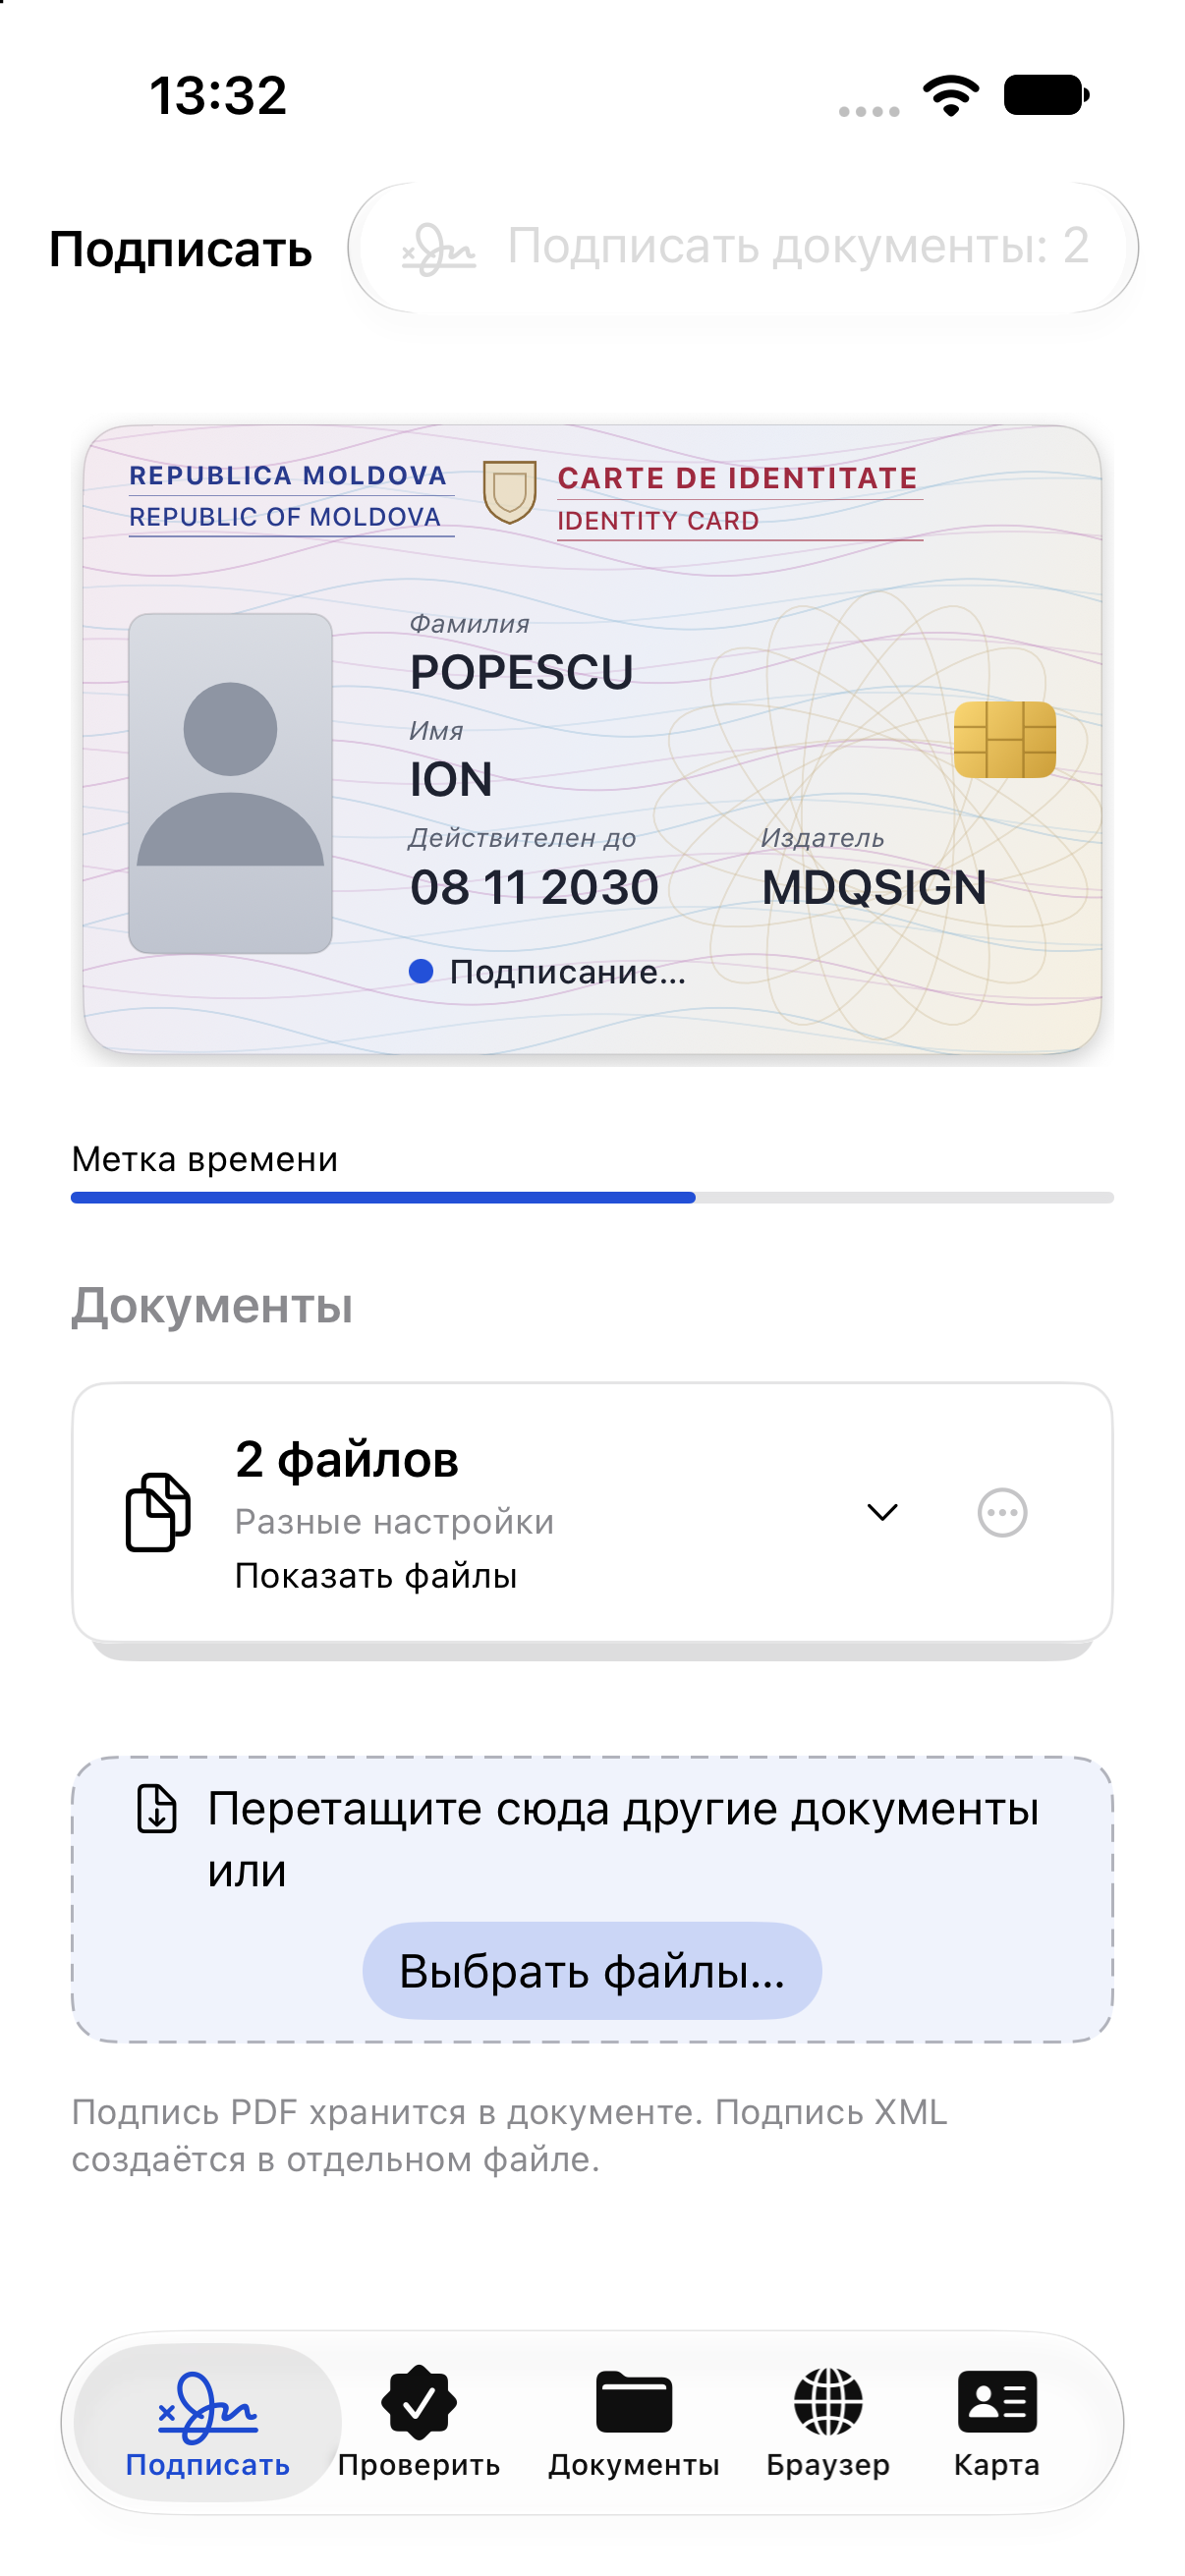 13:32
Подписать
Подписать документы: 2
REPUBLICA MOLDOVA
REPUBLIC OF MOLDOVA
CARTE DE IDENTITATE
IDENTITY CARD
Фамилия
POPESCU
Имя
ION
Действителен до
08 11 2030
Издатель
MDQSIGN
Подписание...
Метка времени
Документы
2 файлов
Разные настройки
Показать файлы
Перетащите сюда другие документы
или
Выбрать файлы...
Подпись PDF хранится в документе. Подпись XML
создаётся в отдельном файле.
Подписать
Проверить
Документы
Браузер
Карта